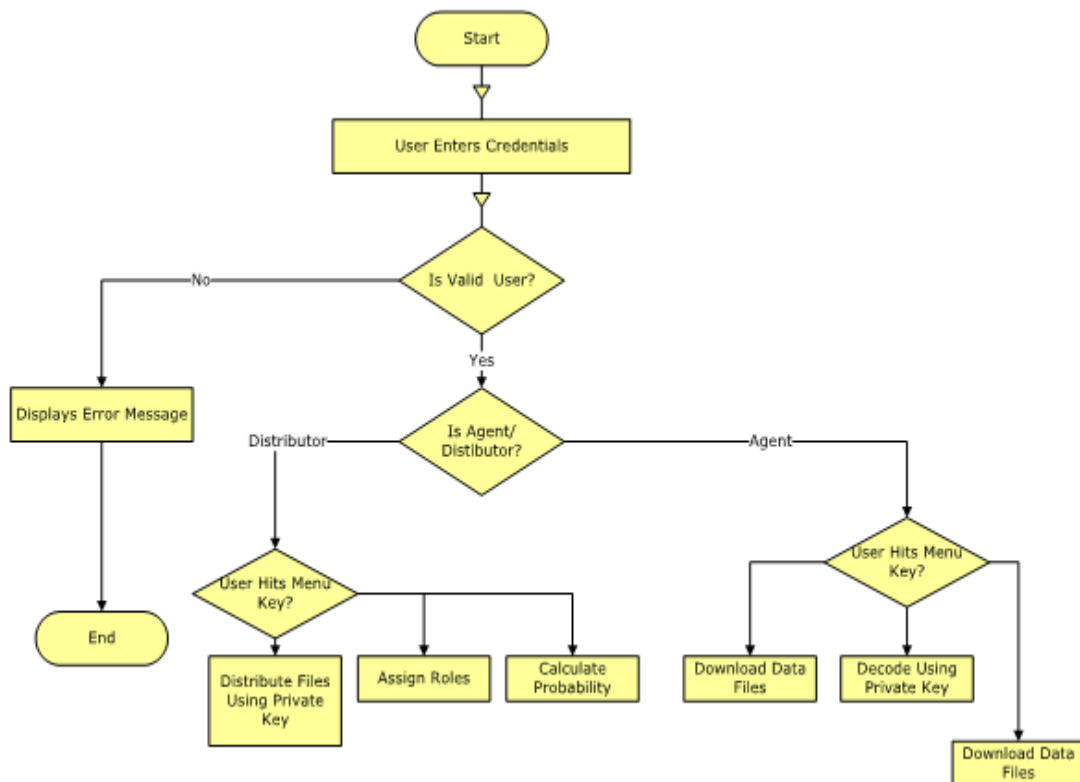 Start
User Enters Credentials
Is Valid User?
No
Yes
Displays Error Message
Is Agent/
Distibutor?
Distributor
Agent
User Hits Menu
Key?
User Hits Menu
Key?
End
Distribute Files
Using Private
Key
Assign Roles
Calculate
Probability
Download Data
Files
Decode Using
Private Key
Download Data
Files